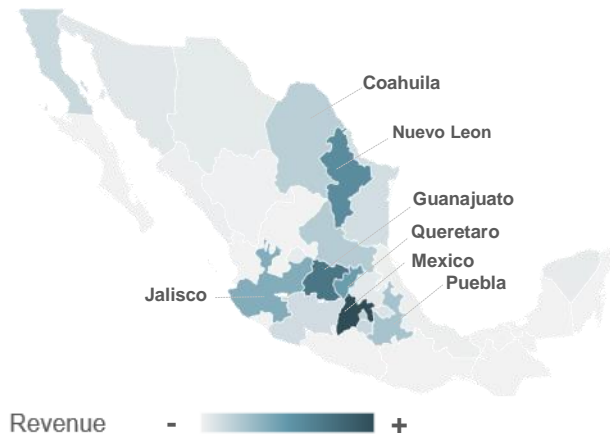 Coahuila
Nuevo Leon
Guanajuato
Queretaro
Mexico
Puebla
Jalisco
Revenue - +